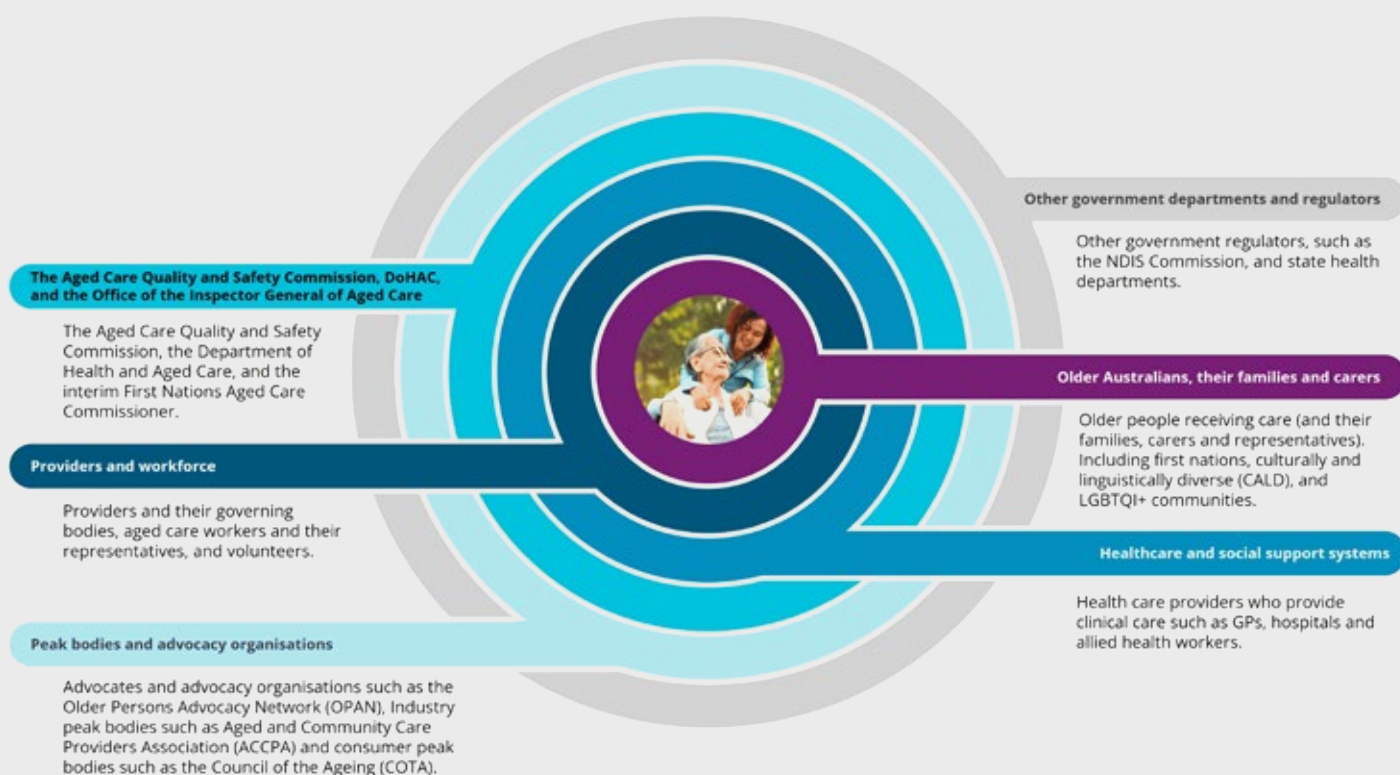 The Aged Care Quality and Safety Commission, DoHAC,
and the Office of the Inspector General of Aged Care
The Aged Care Quality and Safety
Commission, the Department of
Health and Aged Care, and the
interim First Nations Aged Care
Commissioner.
Providers and workforce
Providers and their governing
bodies, aged care workers and their
representatives, and volunteers.
Peak bodies and advocacy organisations
Advocates and advocacy organisations such as the
Older Persons Advocacy Network (OPAN), Industry
peak bodies such as Aged and Community Care
Providers Association (ACCPA) and consumer peak
bodies such as the Council of the Ageing (COTA).
Other government departments and regulators
Other government regulators, such as
the NDIS Commission, and state health
departments.
Older Australians, their families and carers
Older people receiving care (and their
families, carers and representatives).
Including first nations, culturally and
linguistically diverse (CALD), and
LGBTQI+ communities.
Healthcare and social support systems
Health care providers who provide
clinical care such as GPs, hospitals and
allied health workers.